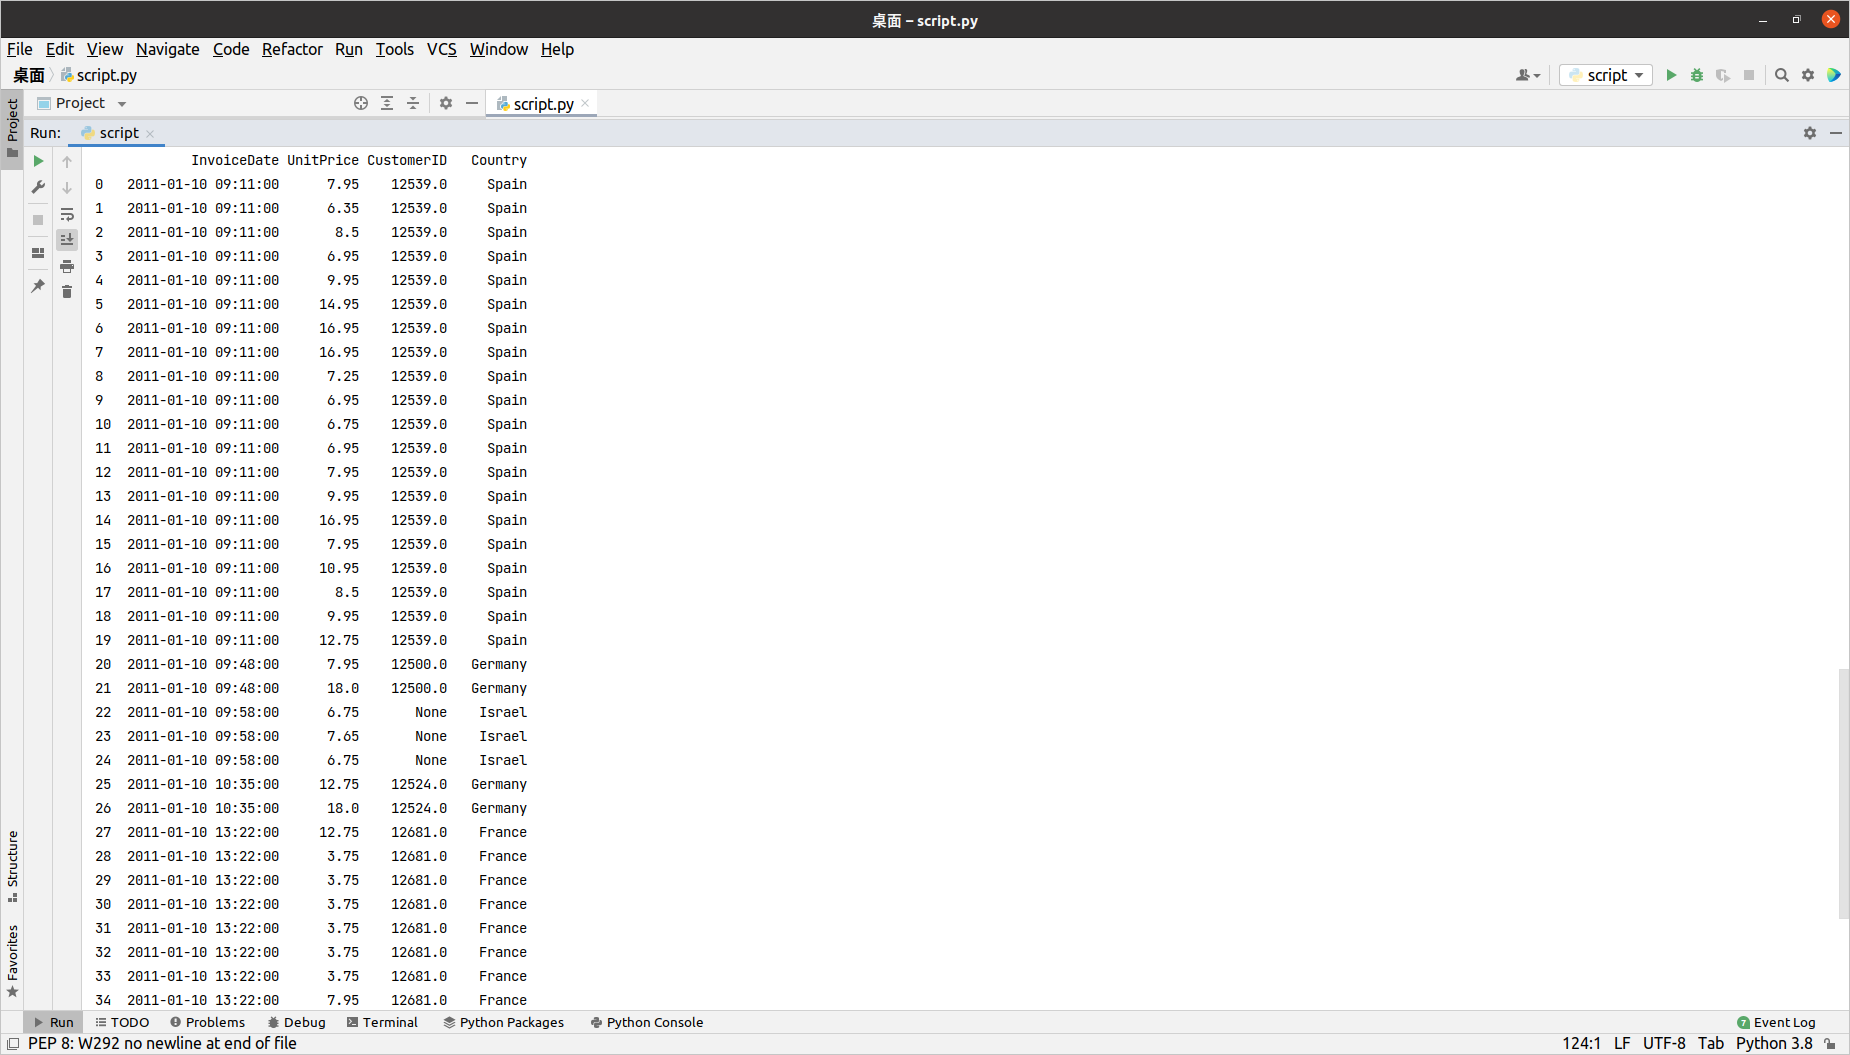 桌面 – script.py
File Edit View Navigate Code Refactor Run Tools VCS Window Help
桌面 script.py script
Project script.py
Project
Run: script
InvoiceDate UnitPrice CustomerID Country
0 2011-01-10 09:11:00 7.95 12539.0 Spain
1 2011-01-10 09:11:00 6.35 12539.0 Spain
2 2011-01-10 09:11:00 8.5 12539.0 Spain
3 2011-01-10 09:11:00 6.95 12539.0 Spain
4 2011-01-10 09:11:00 9.95 12539.0 Spain
5 2011-01-10 09:11:00 14.95 12539.0 Spain
6 2011-01-10 09:11:00 16.95 12539.0 Spain
7 2011-01-10 09:11:00 16.95 12539.0 Spain
8 2011-01-10 09:11:00 7.25 12539.0 Spain
9 2011-01-10 09:11:00 6.95 12539.0 Spain
10 2011-01-10 09:11:00 6.75 12539.0 Spain
11 2011-01-10 09:11:00 6.95 12539.0 Spain
12 2011-01-10 09:11:00 7.95 12539.0 Spain
13 2011-01-10 09:11:00 9.95 12539.0 Spain
14 2011-01-10 09:11:00 16.95 12539.0 Spain
15 2011-01-10 09:11:00 7.95 12539.0 Spain
16 2011-01-10 09:11:00 10.95 12539.0 Spain
17 2011-01-10 09:11:00 8.5 12539.0 Spain
18 2011-01-10 09:11:00 9.95 12539.0 Spain
19 2011-01-10 09:11:00 12.75 12539.0 Spain
20 2011-01-10 09:48:00 7.95 12500.0 Germany
21 2011-01-10 09:48:00 18.0 12500.0 Germany
22 2011-01-10 09:58:00 6.75 None Israel
23 2011-01-10 09:58:00 7.65 None Israel
24 2011-01-10 09:58:00 6.75 None Israel
25 2011-01-10 10:35:00 12.75 12524.0 Germany
26 2011-01-10 10:35:00 18.0 12524.0 Germany
27 2011-01-10 13:22:00 12.75 12681.0 France
28 2011-01-10 13:22:00 3.75 12681.0 France
29 2011-01-10 13:22:00 3.75 12681.0 France
30 2011-01-10 13:22:00 3.75 12681.0 France
31 2011-01-10 13:22:00 3.75 12681.0 France
32 2011-01-10 13:22:00 3.75 12681.0 France
33 2011-01-10 13:22:00 3.75 12681.0 France
34 2011-01-10 13:22:00 7.95 12681.0 France
Structure
Favorites
Run TODO Problems Debug Terminal Python Packages Python Console 7 Event Log
PEP 8: W292 no newline at end of file 124:1 LF UTF-8 Tab Python 3.8